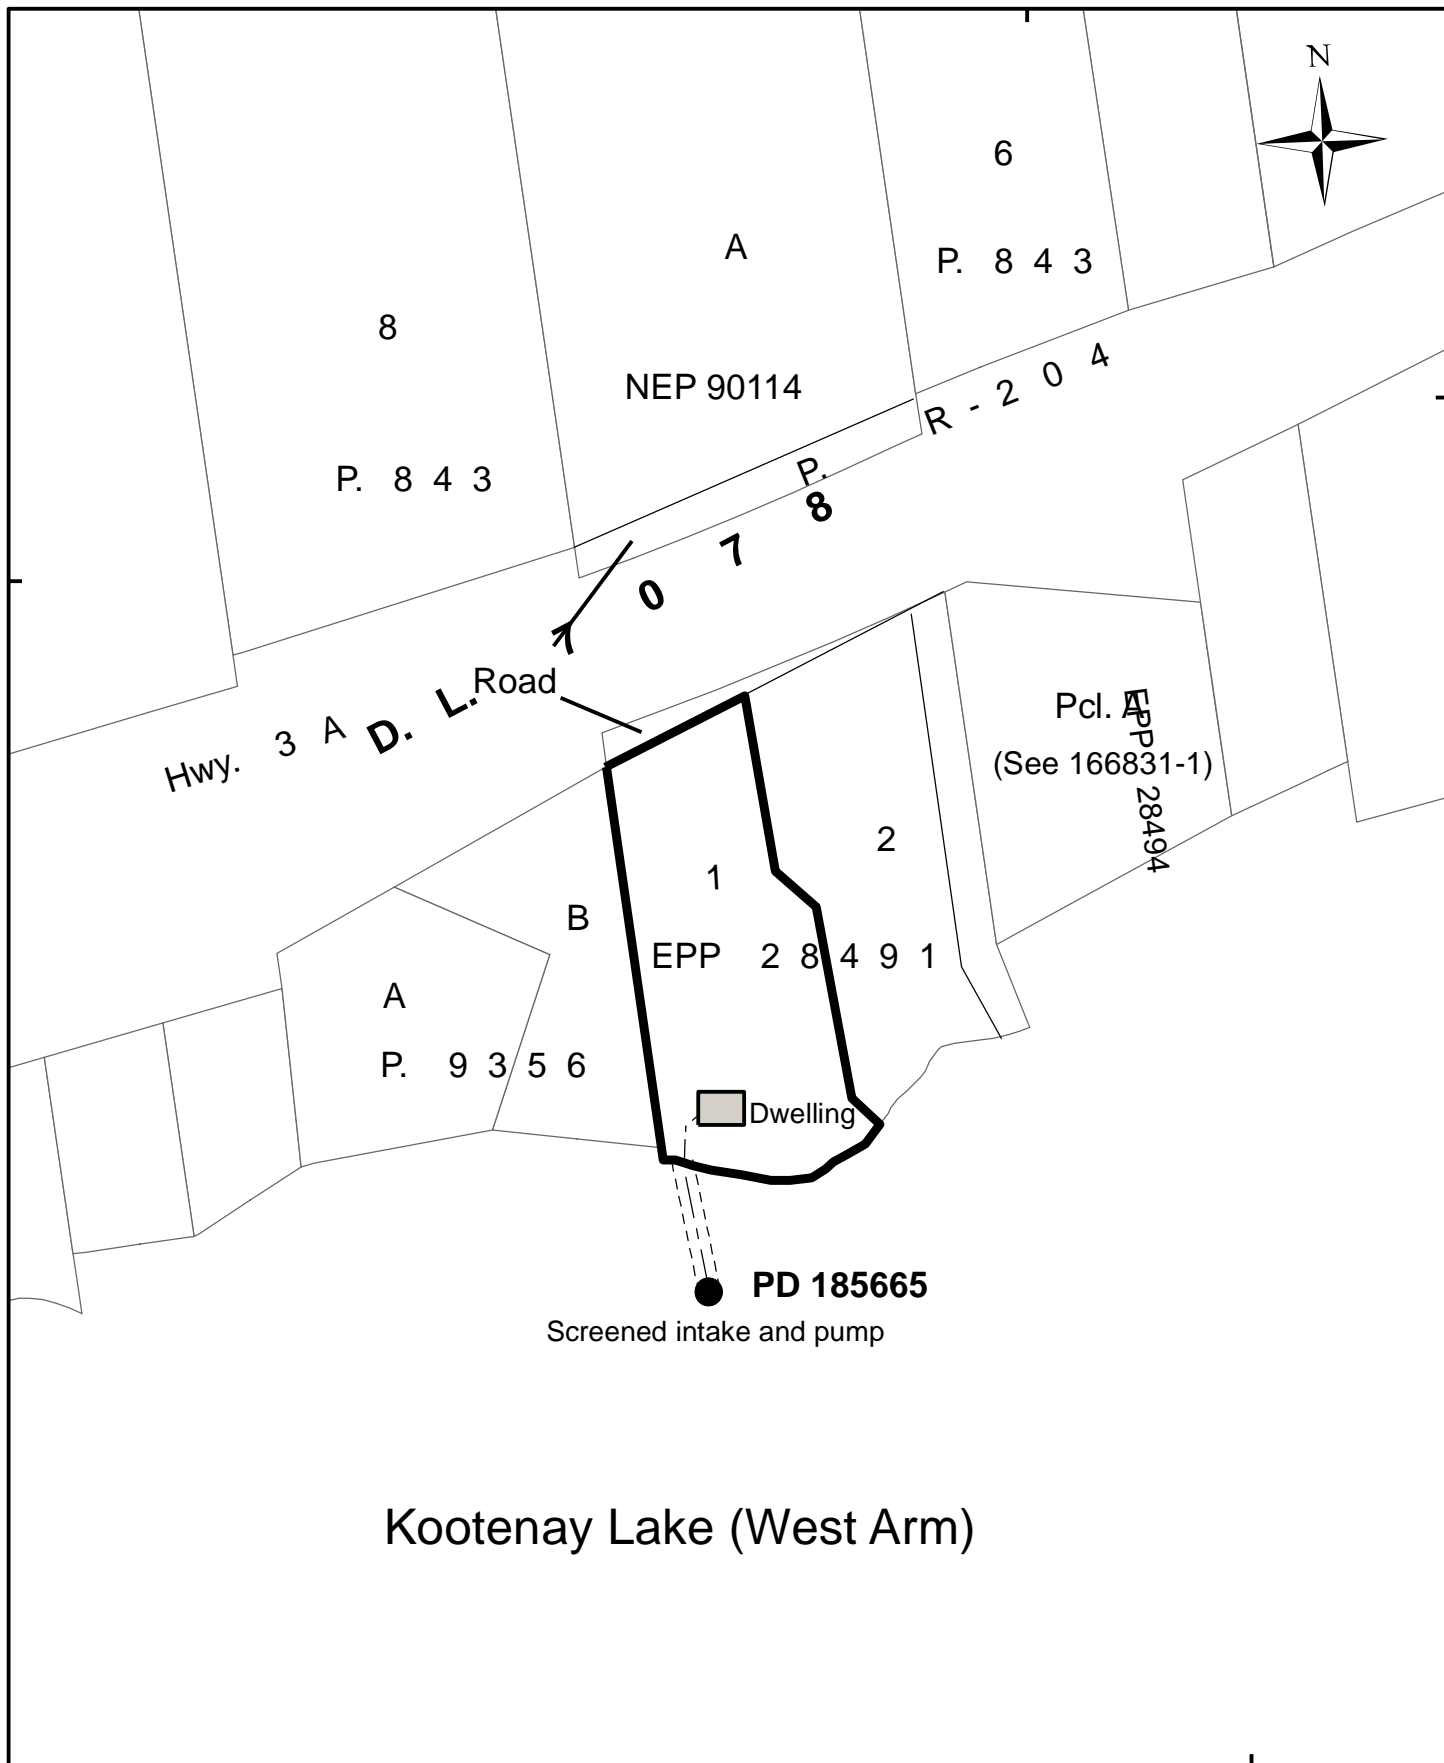 N
6
A
P. 8 4 3
8
NEP 90114
P. R - 2 0 4
P. 8 4 3
D. L. 7 0 7 8
Road
Hwy. 3 A
Pcl. A
(See 166831-1)
EPP 28494
2
1
B
EPP 2 8 4 9 1
A
P. 9 3 5 6
Dwelling
PD 185665
Screened intake and pump
Kootenay Lake (West Arm)